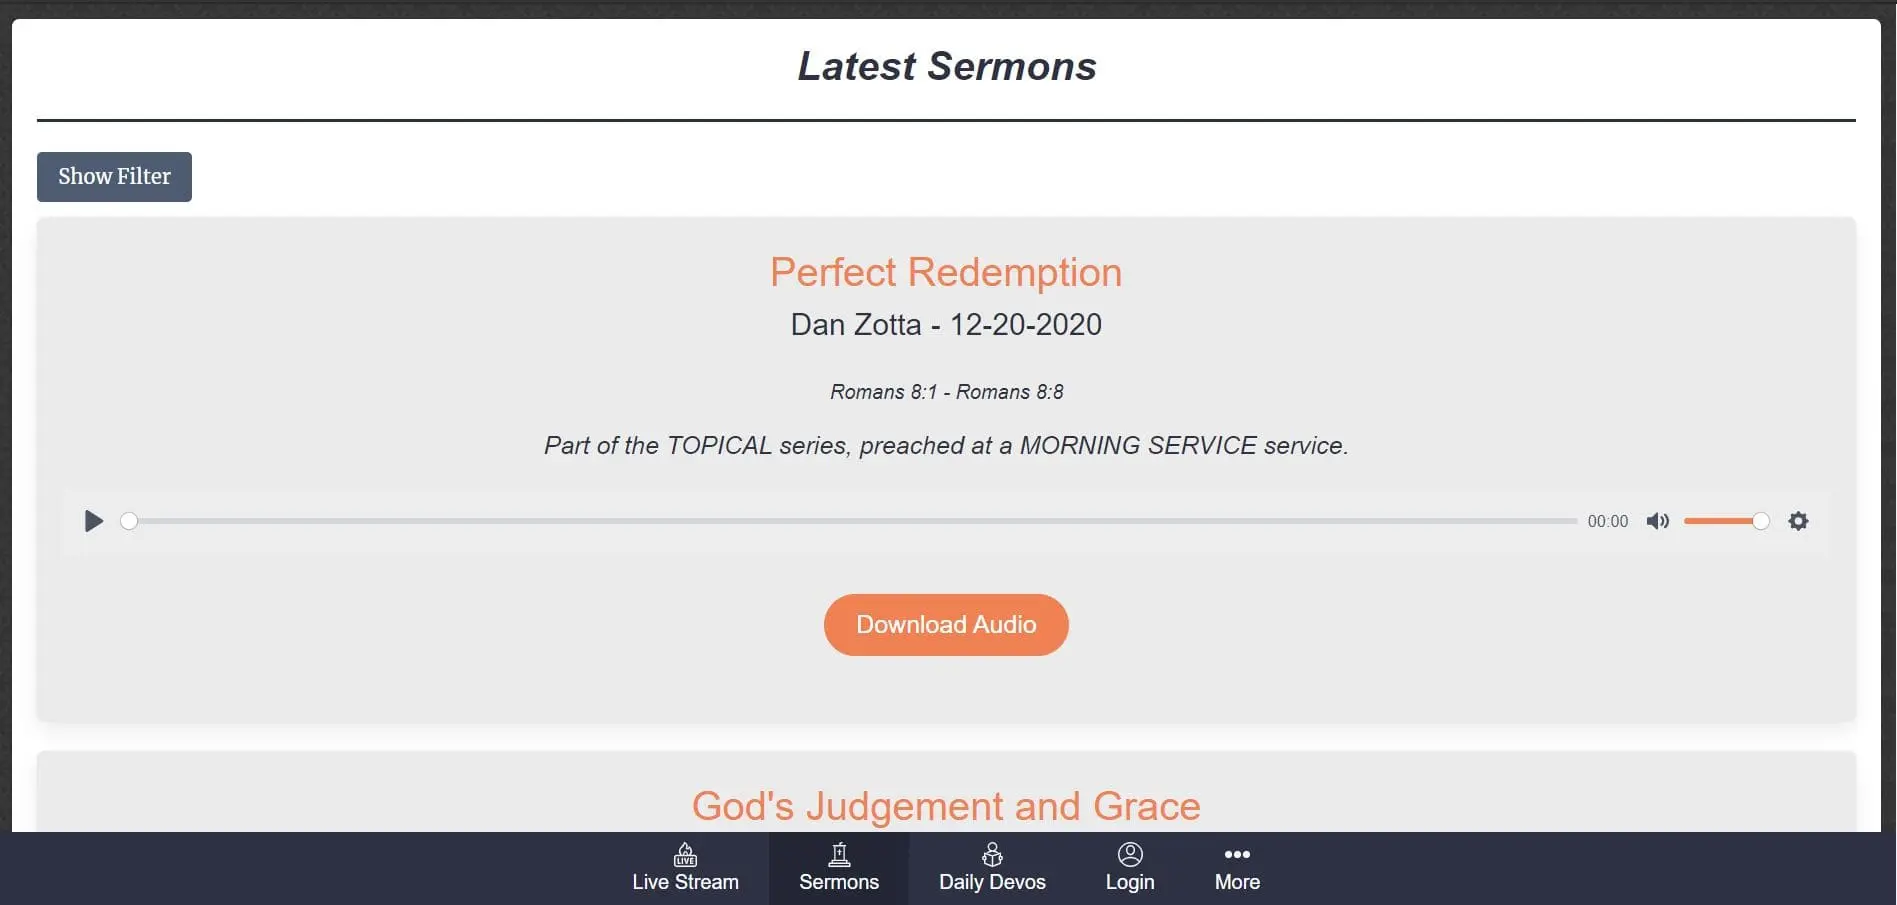 Latest Sermons
Show Filter
Perfect Redemption
Dan Zotta - 12-20-2020
Romans 8:1 - Romans 8:8
Part of the TOPICAL series, preached at a MORNING SERVICE service.
00:00
Download Audio
God's Judgement and Grace
LIVE
Live Stream
Sermons
Daily Devos
Login
More